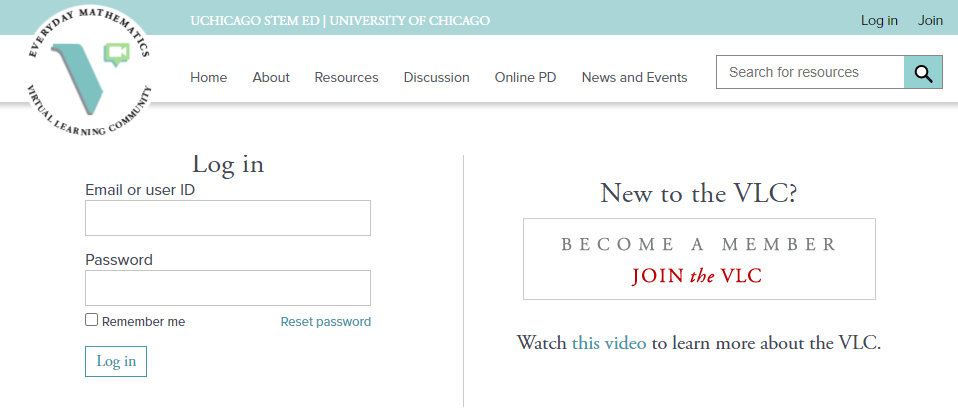 UCHICAGO STEM ED | UNIVERSITY OF CHICAGO
Log in Join
EVERYDAY MATHEMATICS
VIRTUAL LEARNING COMMUNITY
Home About Resources Discussion Online PD News and Events
Search for resources
Log in
Email or user ID
Password
Remember me Reset password
Log in
New to the VLC?
BECOME A MEMBER
JOIN the VLC
Watch this video to learn more about the VLC.